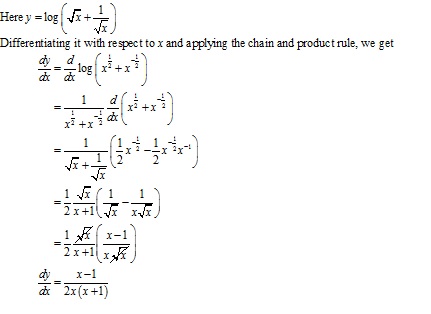 Here y = log(√x + 1/√x)
Differentiating it with respect to x and applying the chain and product rule, we get
dy/dx = d/dx log(x^(1/2) + x^(-1/2))
= 1/(x^(1/2) + x^(-1/2)) d/dx (x^(1/2) + x^(-1/2))
= 1/(√x + 1/√x) (1/2 x^(-1/2) - 1/2 x^(-1/2) x^(-1))
= 1/2 √x/(x+1) (1/√x - 1/(x√x))
= 1/2 √x/(x+1) ((x-1)/(x√x))
dy/dx = (x-1)/(2x(x+1))